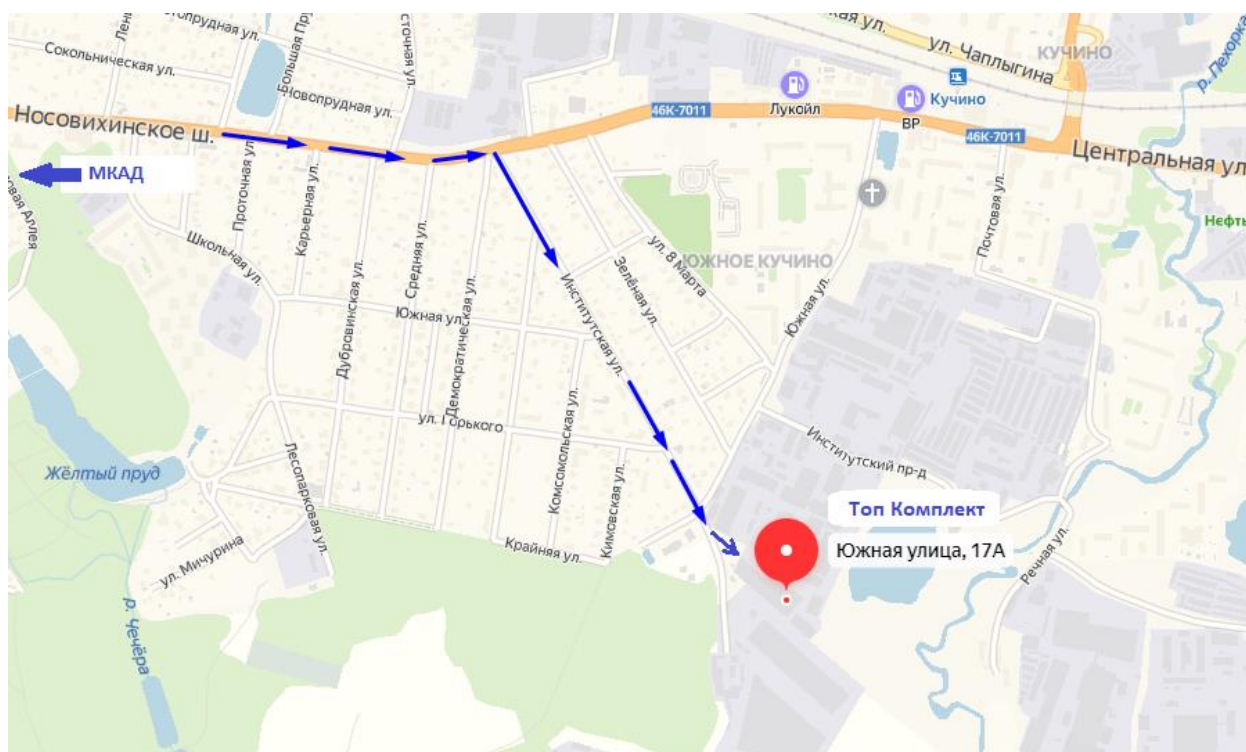 Сокольническая ул.
Новопрудная ул.
ул. Чаплыгина
КУЧИНО
р. Пехорка
Кучино
Лукойл
BP
46К-7011
46К-7011
Носовихинское ш.
Центральная ул
МКАД
Проточная ул.
Карьерная ул.
Школьная ул.
Дубровинская ул.
Средняя ул.
Демократическая ул.
Южная ул.
Институтская ул.
Зелёная ул.
ул. 8 Марта
ЮЖНОЕ КУЧИНО
Южная ул.
Почтовая ул.
Нефть
ул. Горького
Комсомольская ул.
Кимовская ул.
Крайняя ул.
Лесопарковая ул.
Жёлтый пруд
ул. Мичурина
р. Чечёра
Институтский пр-д
Топ Комплект
Южная улица, 17А
Речная ул.